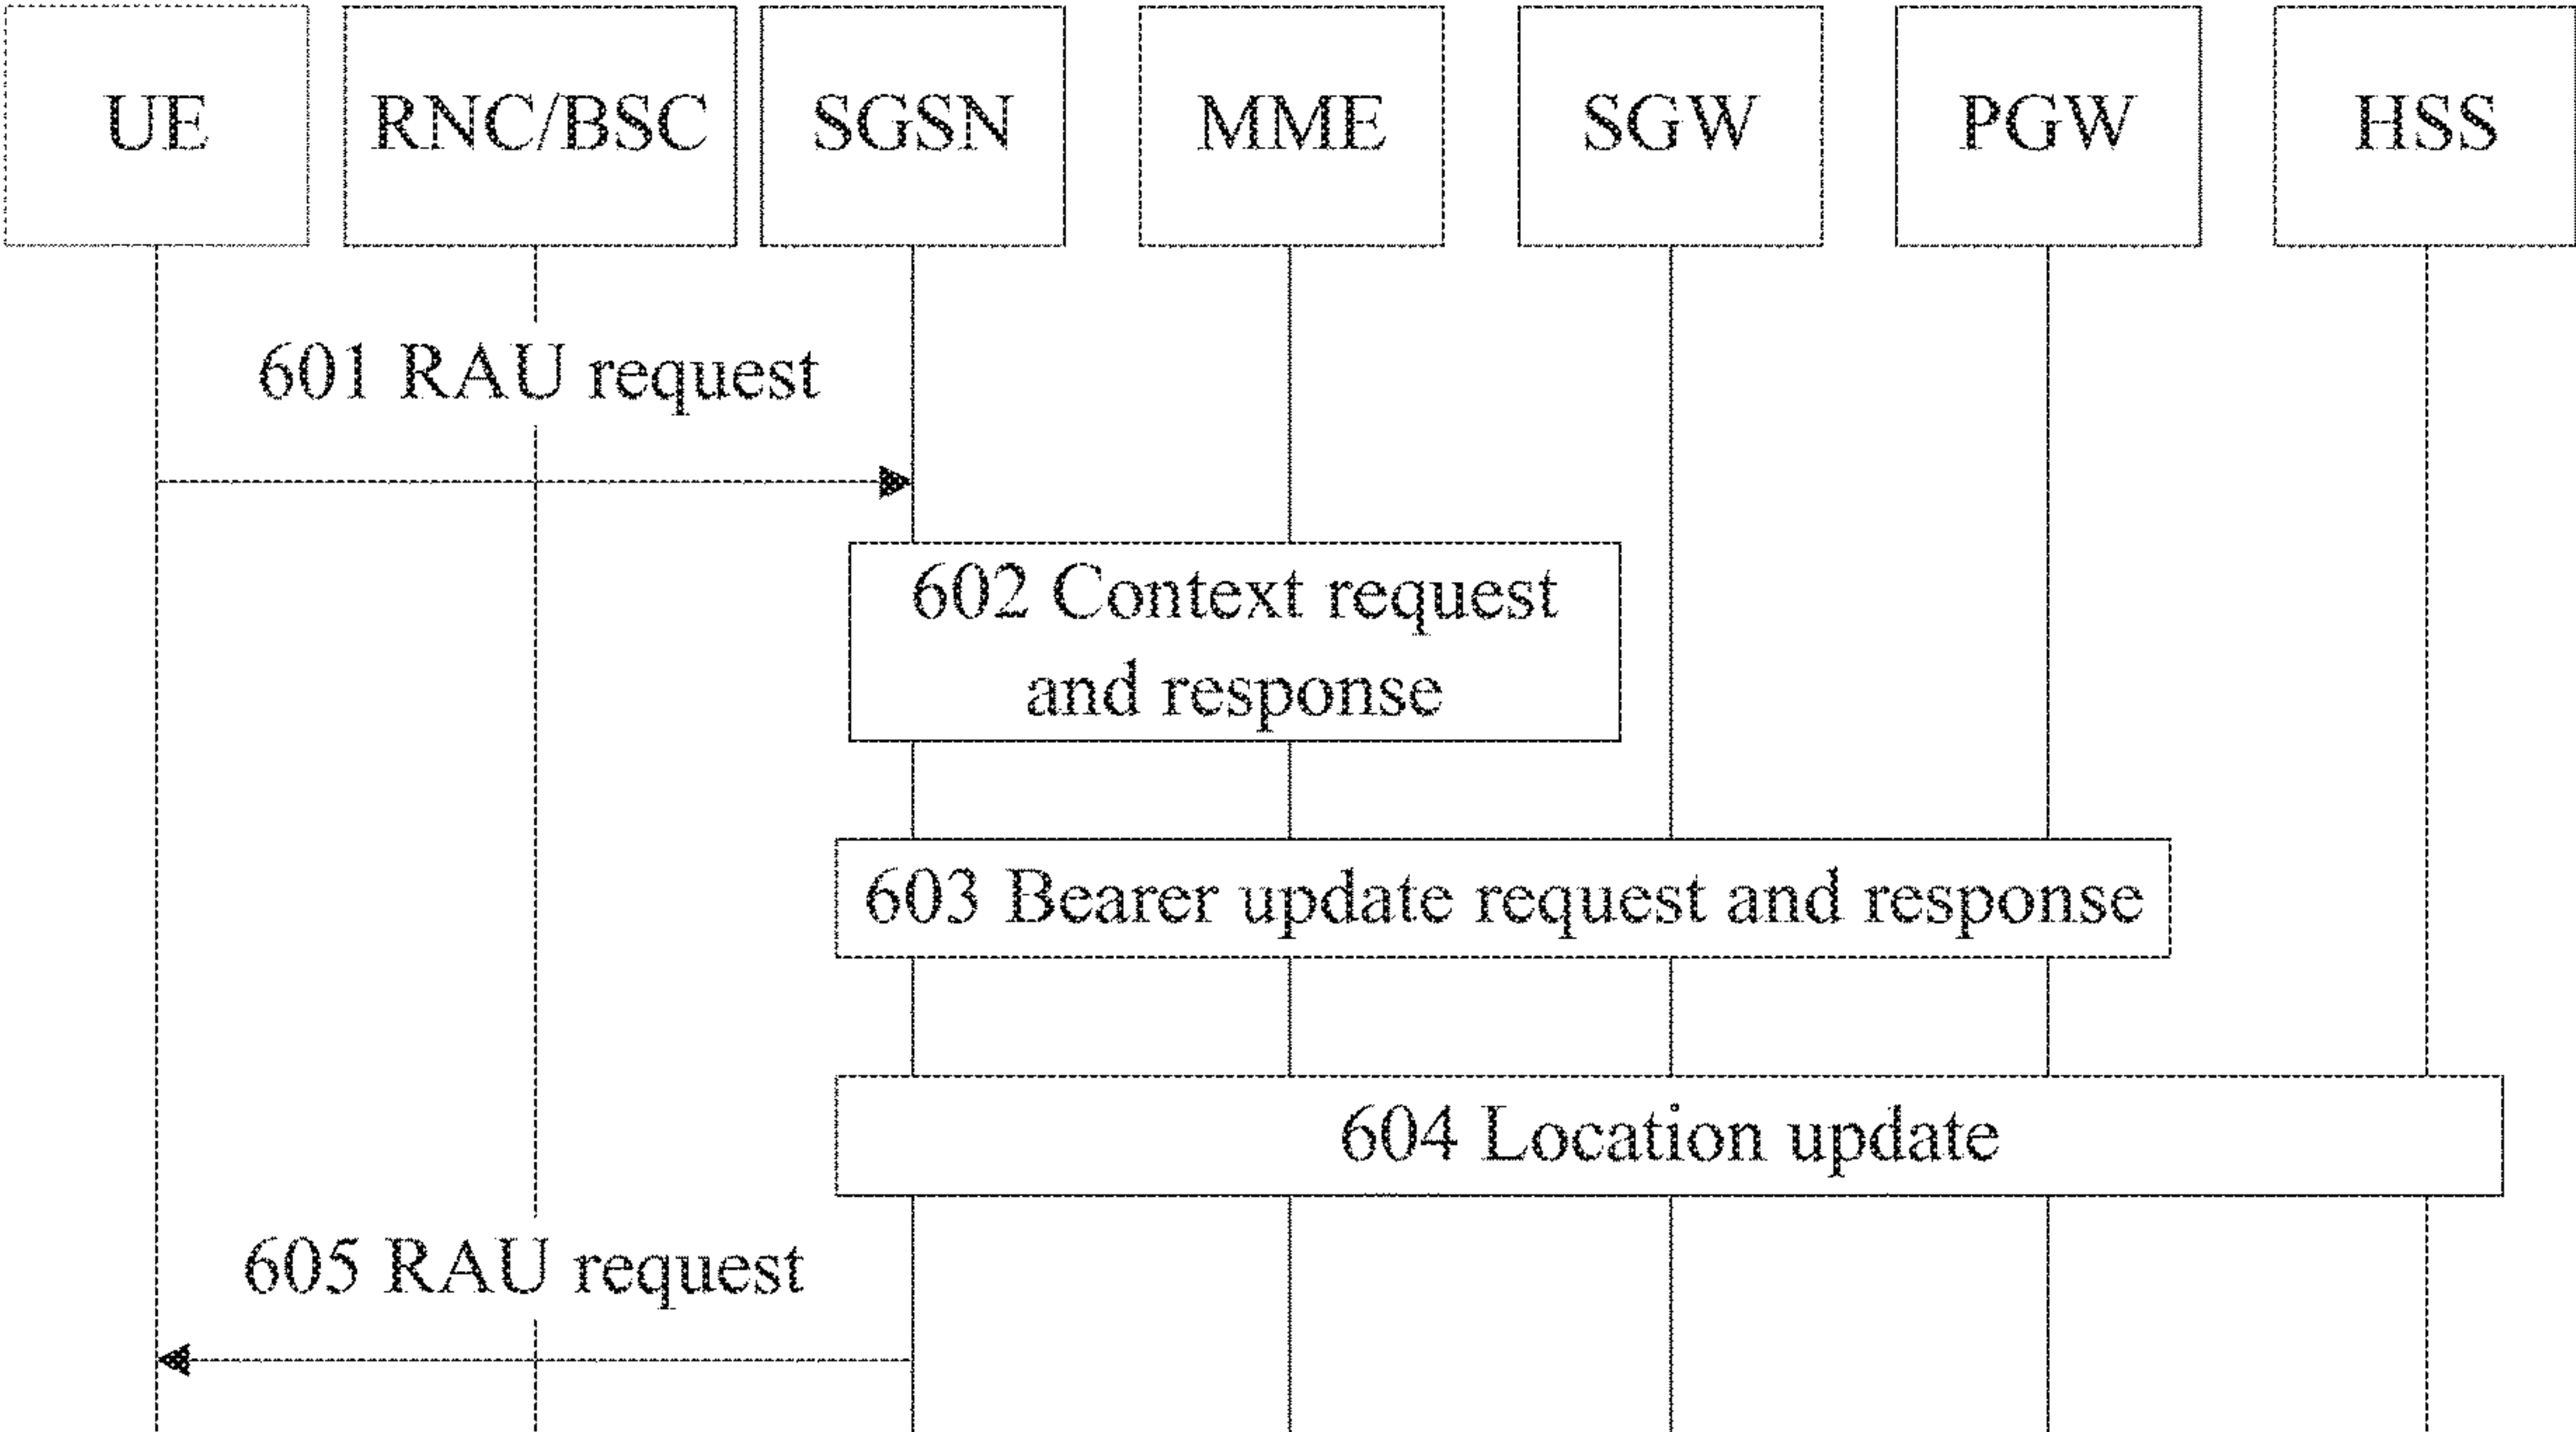 UE
RNC/BSC
SGSN
MME
SGW
PGW
HSS
601 RAU request
602 Context request
and response
603 Bearer update request and response
604 Location update
605 RAU request